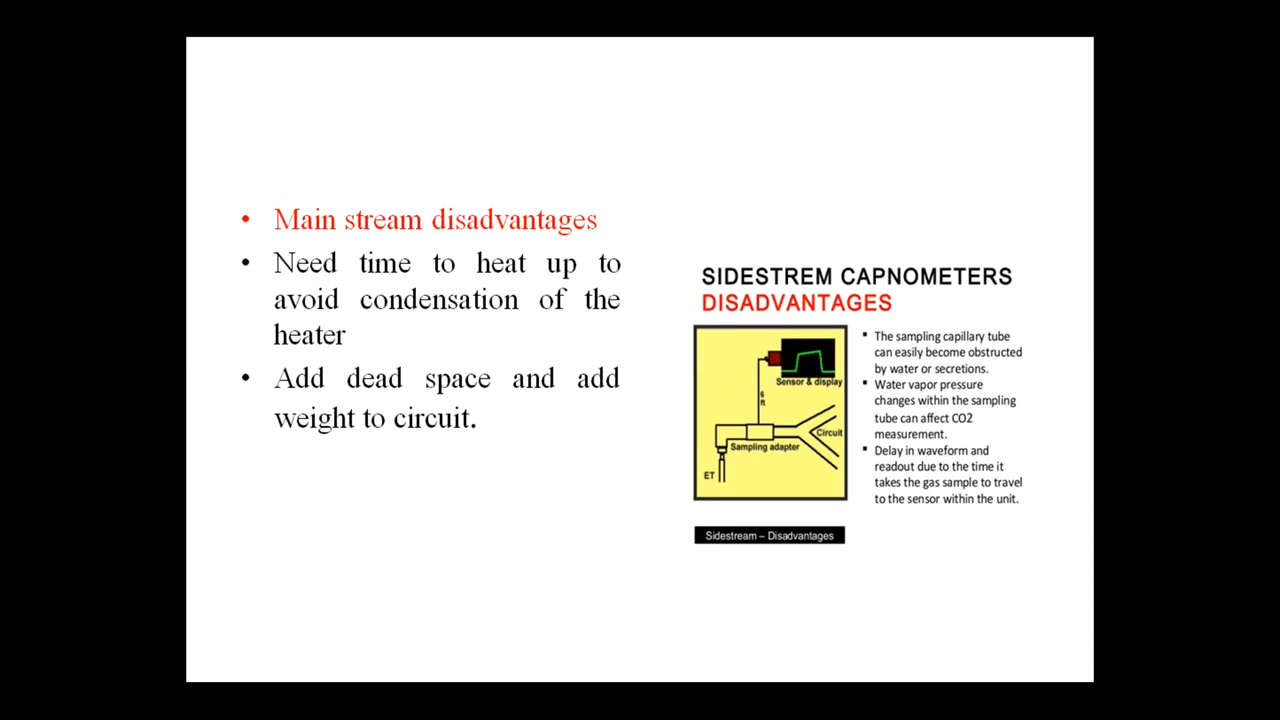 • Main stream disadvantages
• Need time to heat up to
avoid condensation of the
heater
• Add dead space and add
weight to circuit.
SIDESTREM CAPNOMETERS
DISADVANTAGES
Sensor & display
6
ft
Circuit
Sampling adapter
ET
Sidestream – Disadvantages
▪ The sampling capillary tube
can easily become obstructed
by water or secretions.
▪ Water vapor pressure
changes within the sampling
tube can affect CO2
measurement.
▪ Delay in waveform and
readout due to the time it
takes the gas sample to travel
to the sensor within the unit.